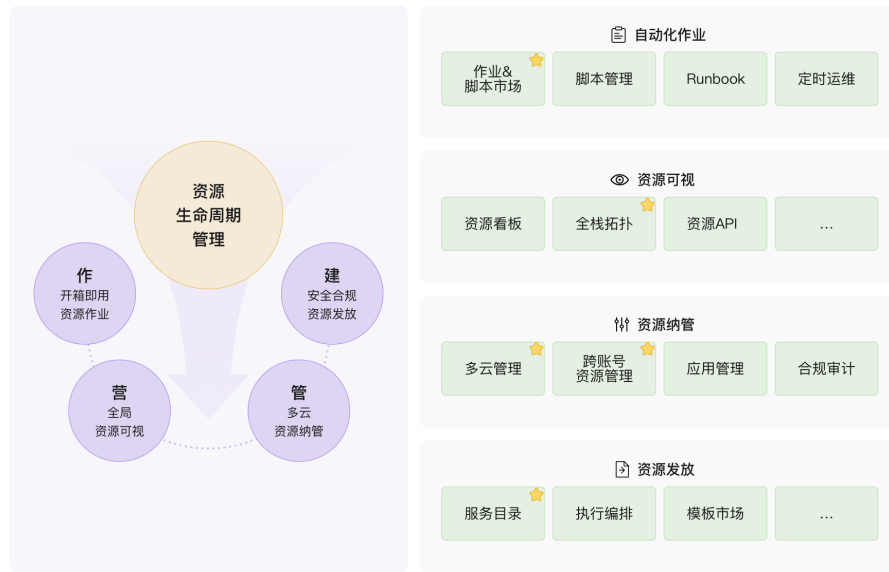 资源
生命周期
管理
作
开箱即用
资源作业
建
安全合规
资源发放
营
全局
资源可视
管
多云
资源纳管
自动化作业
作业&
脚本市场
脚本管理
Runbook
定时运维
资源可视
资源看板
全栈拓扑
资源API
...
资源纳管
多云管理
跨账号
资源管理
应用管理
合规审计
资源发放
服务目录
执行编排
模板市场
...